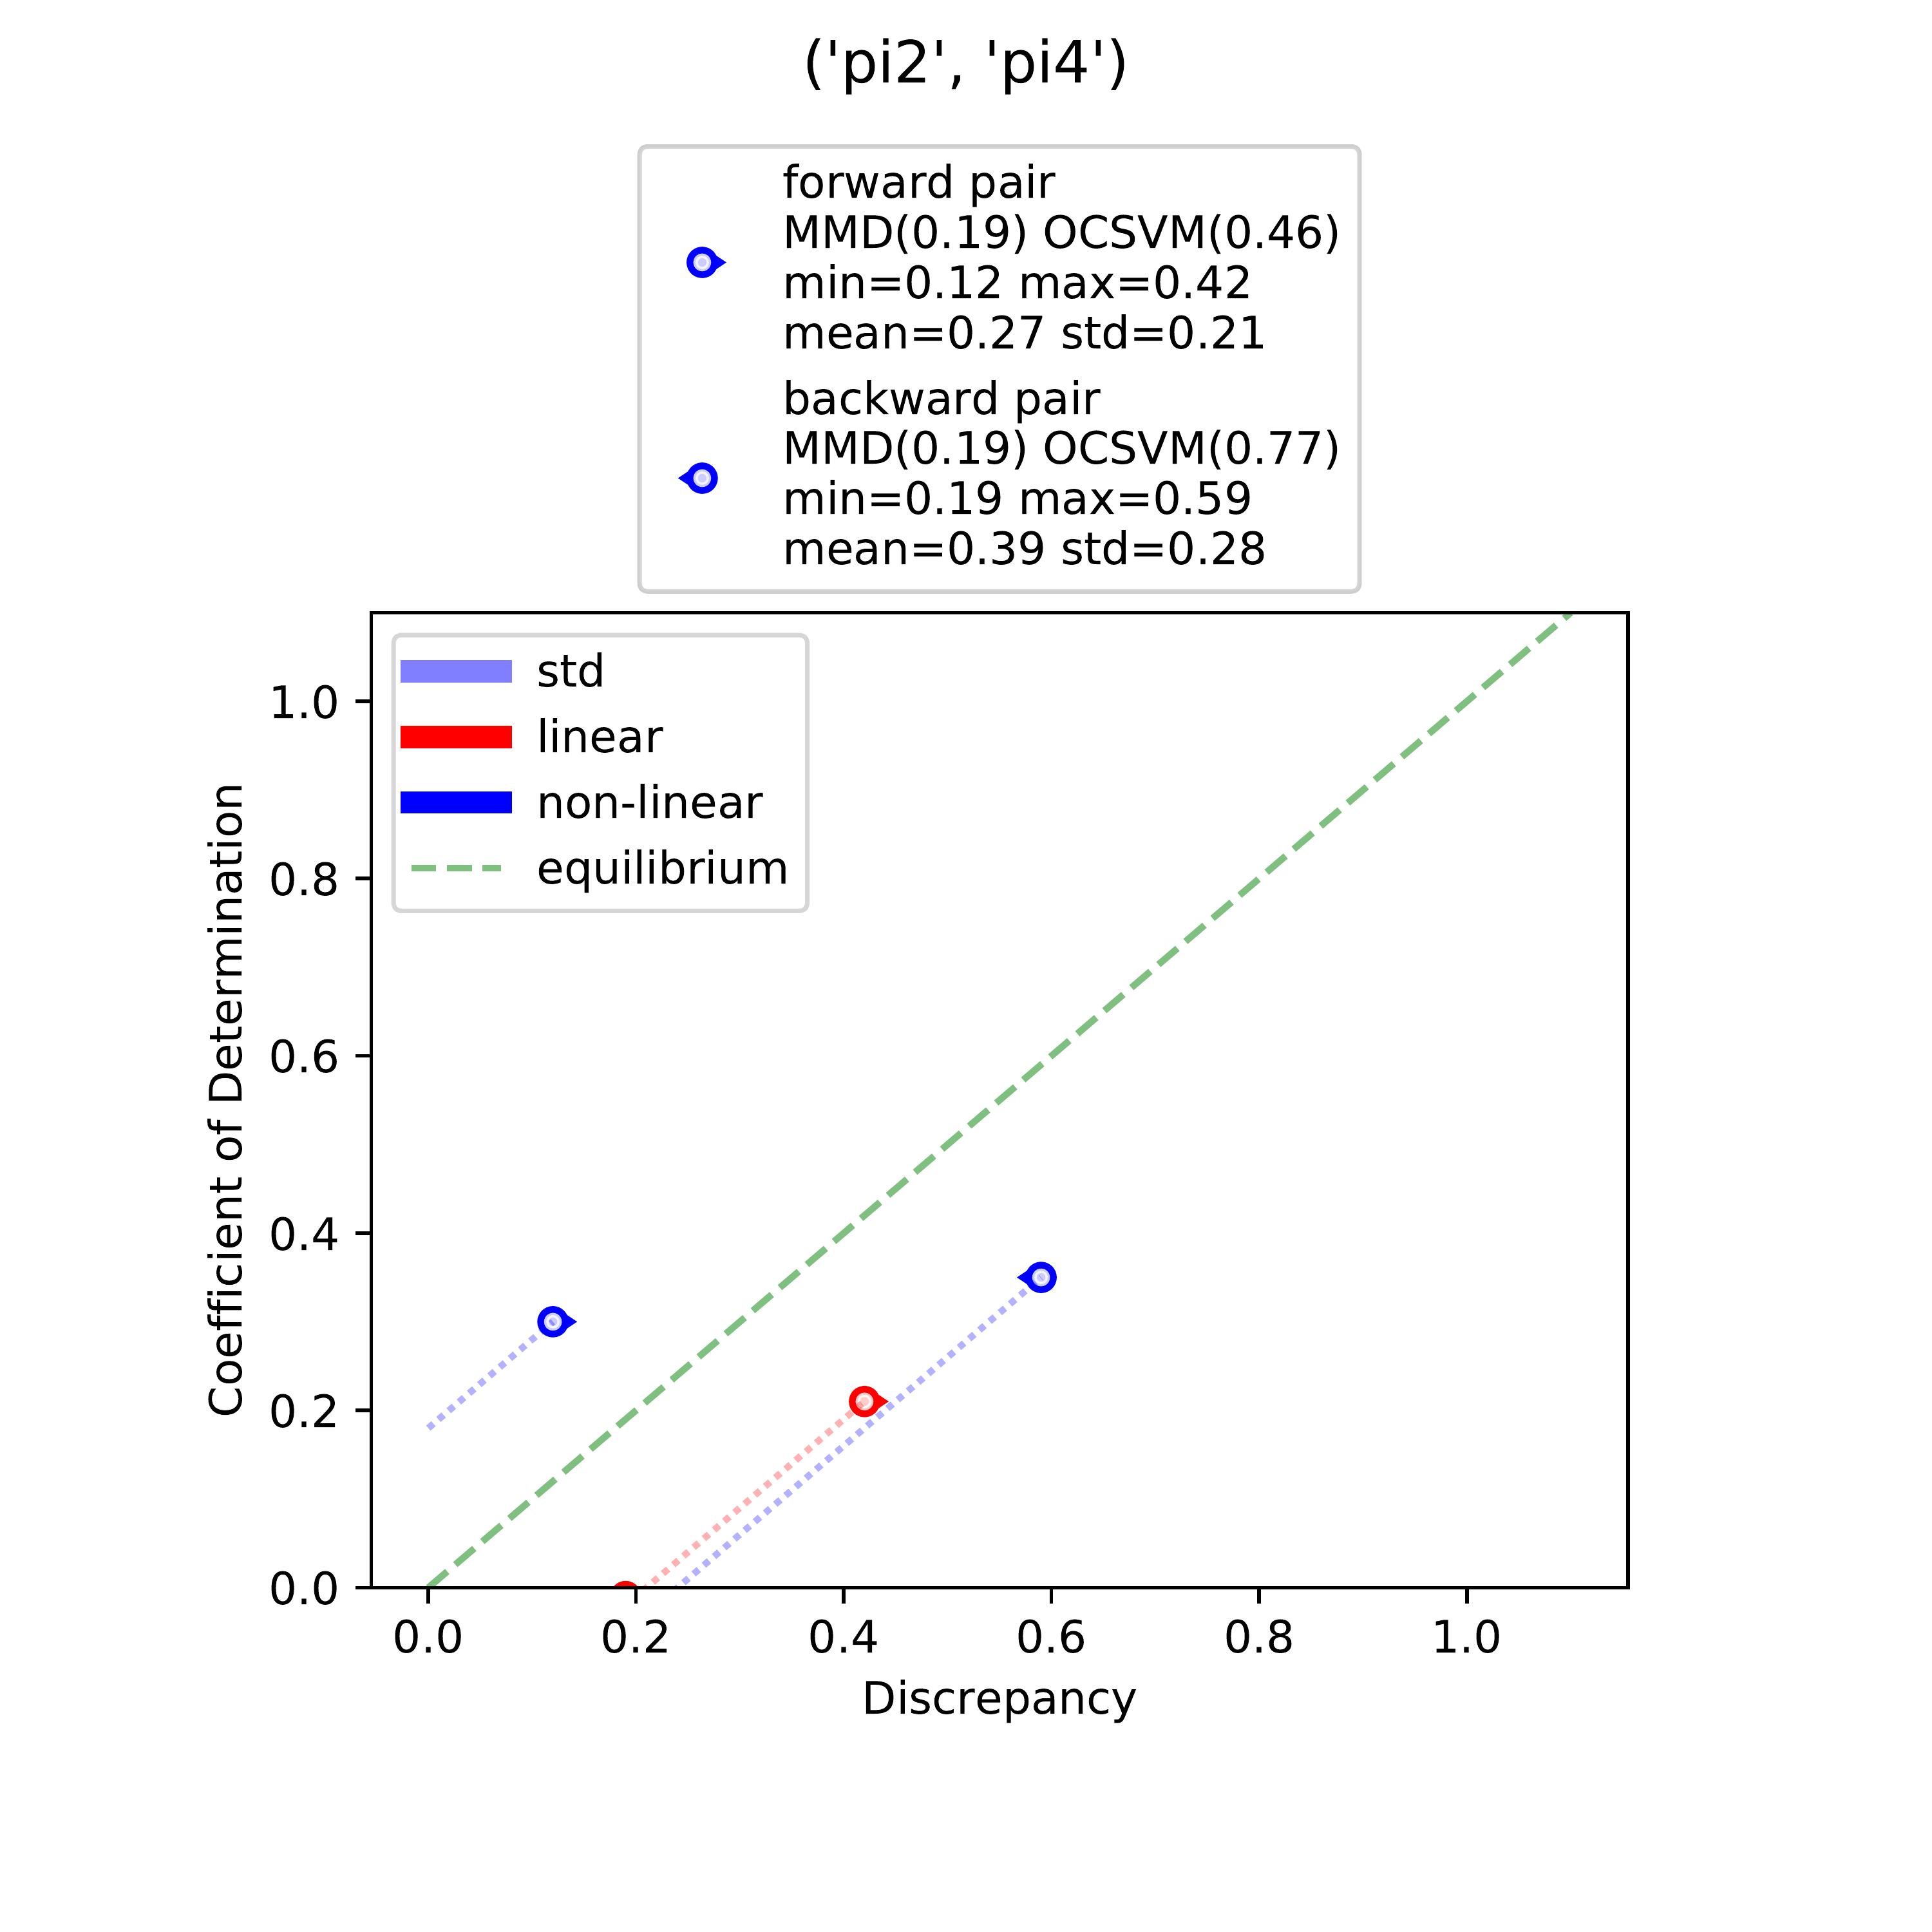 ('pi2', 'pi4')
forward pair
MMD(0.19) OCSVM(0.46)
min=0.12 max=0.42
mean=0.27 std=0.21
backward pair
MMD(0.19) OCSVM(0.77)
min=0.19 max=0.59
mean=0.39 std=0.28
std
linear
non-linear
equilibrium
Coefficient of Determination
1.0
0.8
0.6
0.4
0.2
0.0
0.0 0.2 0.4 0.6 0.8 1.0
Discrepancy